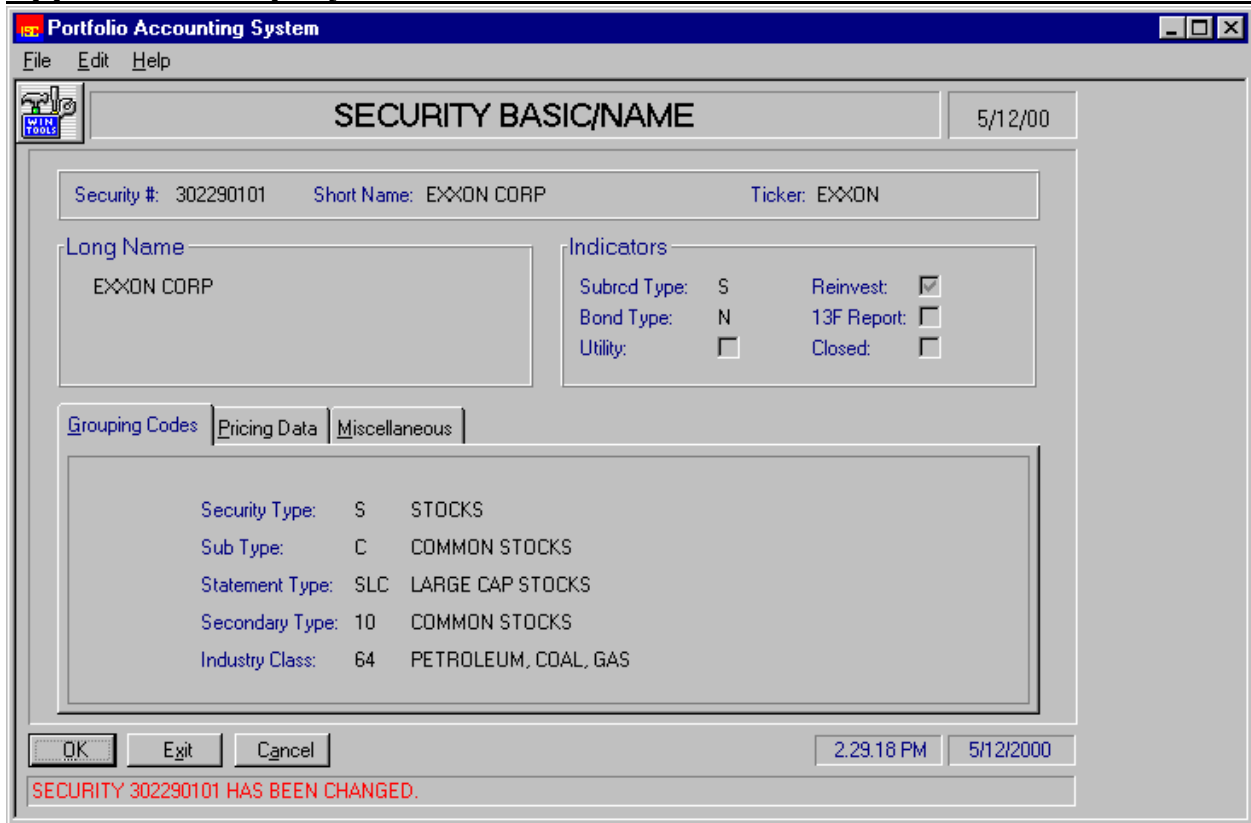 ISC Portfolio Accounting System
File Edit Help
WIN TOOLS
SECURITY BASIC/NAME 5/12/00
Security #: 302290101 Short Name: EXXON CORP Ticker: EXXON
Long Name
EXXON CORP
Indicators
Subrcd Type: S Reinvest:
Bond Type: N 13F Report:
Utility: Closed:
Grouping Codes Pricing Data Miscellaneous
Security Type: S STOCKS
Sub Type: C COMMON STOCKS
Statement Type: SLC LARGE CAP STOCKS
Secondary Type: 10 COMMON STOCKS
Industry Class: 64 PETROLEUM, COAL, GAS
OK Exit Cancel 2.29.18 PM 5/12/2000
SECURITY 302290101 HAS BEEN CHANGED.